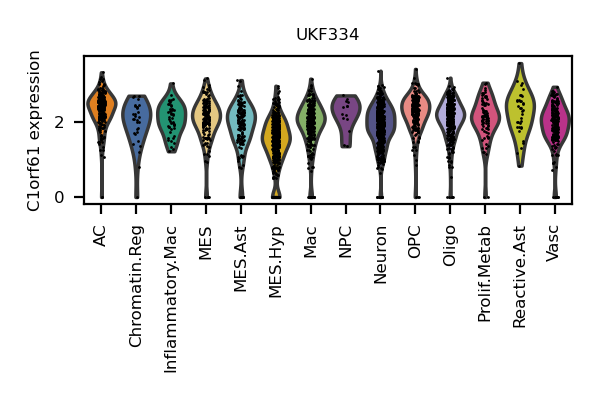 UKF334
C1orf61 expression
2
0
AC
Chromatin.Reg
Inflammatory.Mac
MES
MES.Ast
MES.Hyp
Mac
NPC
Neuron
OPC
Oligo
Prolif.Metab
Reactive.Ast
Vasc